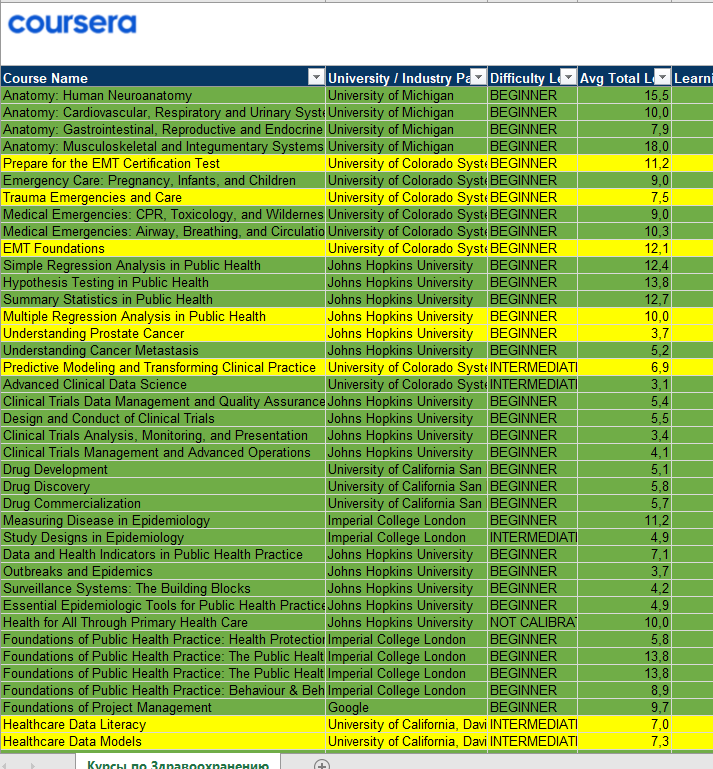 coursera
Course Name University / Industry Pa Difficulty L Avg Total L Learni
Anatomy: Human Neuroanatomy University of Michigan BEGINNER 15,5
Anatomy: Cardiovascular, Respiratory and Urinary Syste University of Michigan BEGINNER 10,0
Anatomy: Gastrointestinal, Reproductive and Endocrine University of Michigan BEGINNER 7,9
Anatomy: Musculoskeletal and Integumentary Systems University of Michigan BEGINNER 18,0
Prepare for the EMT Certification Test University of Colorado Syste BEGINNER 11,2
Emergency Care: Pregnancy, Infants, and Children University of Colorado Syste BEGINNER 9,0
Trauma Emergencies and Care University of Colorado Syste BEGINNER 7,5
Medical Emergencies: CPR, Toxicology, and Wildernes University of Colorado Syste BEGINNER 9,0
Medical Emergencies: Airway, Breathing, and Circulatio University of Colorado Syste BEGINNER 10,3
EMT Foundations University of Colorado Syste BEGINNER 12,1
Simple Regression Analysis in Public Health Johns Hopkins University BEGINNER 12,4
Hypothesis Testing in Public Health Johns Hopkins University BEGINNER 13,8
Summary Statistics in Public Health Johns Hopkins University BEGINNER 12,7
Multiple Regression Analysis in Public Health Johns Hopkins University BEGINNER 10,0
Understanding Prostate Cancer Johns Hopkins University BEGINNER 3,7
Understanding Cancer Metastasis Johns Hopkins University BEGINNER 5,2
Predictive Modeling and Transforming Clinical Practice University of Colorado Syste INTERMEDIATI 6,9
Advanced Clinical Data Science University of Colorado Syste INTERMEDIATI 3,1
Clinical Trials Data Management and Quality Assurance Johns Hopkins University BEGINNER 5,4
Design and Conduct of Clinical Trials Johns Hopkins University BEGINNER 5,5
Clinical Trials Analysis, Monitoring, and Presentation Johns Hopkins University BEGINNER 3,4
Clinical Trials Management and Advanced Operations Johns Hopkins University BEGINNER 4,1
Drug Development University of California San BEGINNER 5,1
Drug Discovery University of California San BEGINNER 5,8
Drug Commercialization University of California San BEGINNER 5,7
Measuring Disease in Epidemiology Imperial College London BEGINNER 11,2
Study Designs in Epidemiology Imperial College London INTERMEDIATI 4,9
Data and Health Indicators in Public Health Practice Johns Hopkins University BEGINNER 7,1
Outbreaks and Epidemics Johns Hopkins University BEGINNER 3,7
Surveillance Systems: The Building Blocks Johns Hopkins University BEGINNER 4,2
Essential Epidemiologic Tools for Public Health Practice Johns Hopkins University BEGINNER 4,9
Health for All Through Primary Health Care Johns Hopkins University NOT CALIBRA 10,0
Foundations of Public Health Practice: Health Protection Imperial College London BEGINNER 5,8
Foundations of Public Health Practice: The Public Healt Imperial College London BEGINNER 13,8
Foundations of Public Health Practice: The Public Healt Imperial College London BEGINNER 13,8
Foundations of Public Health Practice: Behaviour & Beh Imperial College London BEGINNER 8,9
Foundations of Project Management Google BEGINNER 9,7
Healthcare Data Literacy University of California, Davi INTERMEDIATI 7,0
Healthcare Data Models University of California, Davi INTERMEDIATI 7,3
Курсы по Здравоохранению